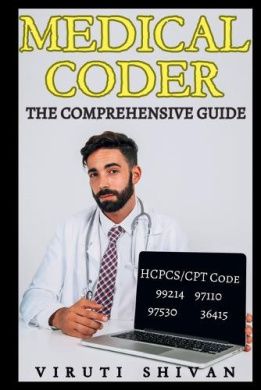 MEDICAL
CODER
THE COMPREHENSIVE GUIDE
HCPCS/CPT CODE
99214 97110
97530 36415
VIRUTI SHIVAN